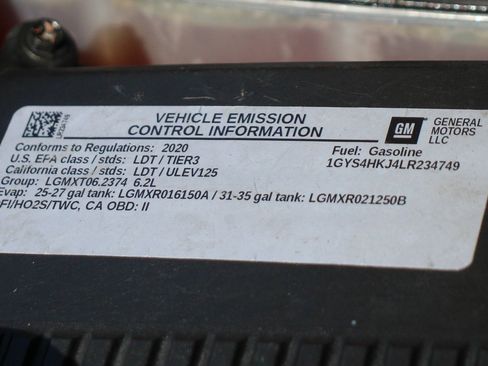 VEHICLE EMISSION
CONTROL INFORMATION
GM
GENERAL
MOTORS
LLC
Conforms to Regulations: 2020
Fuel: Gasoline
U.S. EPA class / stds: LDT / TIER3
1GYS4HKJ4LR234749
California class / stds: LDT / ULEV125
Group: LGMXT06.2374 6.2L
Evap: 25-27 gal tank: LGMXR016150A / 31-35 gal tank: LGMXR021250B
FI/HO2S/TWC, CA OBD: II